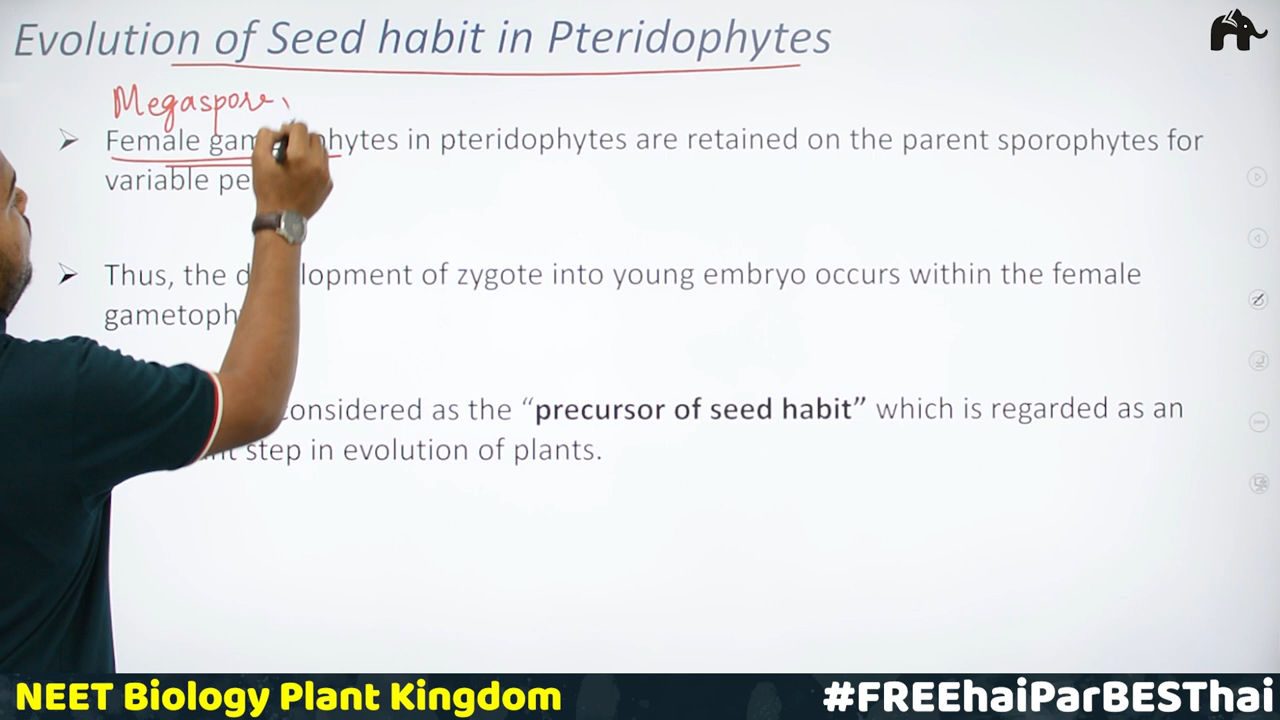 Evolution of Seed habit in Pteridophytes
Megaspore
Female gam phytes in pteridophytes are retained on the parent sporophytes for
variable pe
Thus, the d lopment of zygote into young embryo occurs within the female
gametoph
considered as the “precursor of seed habit” which is regarded as an
step in evolution of plants.
NEET Biology Plant Kingdom
#FREEhaiParBESThai